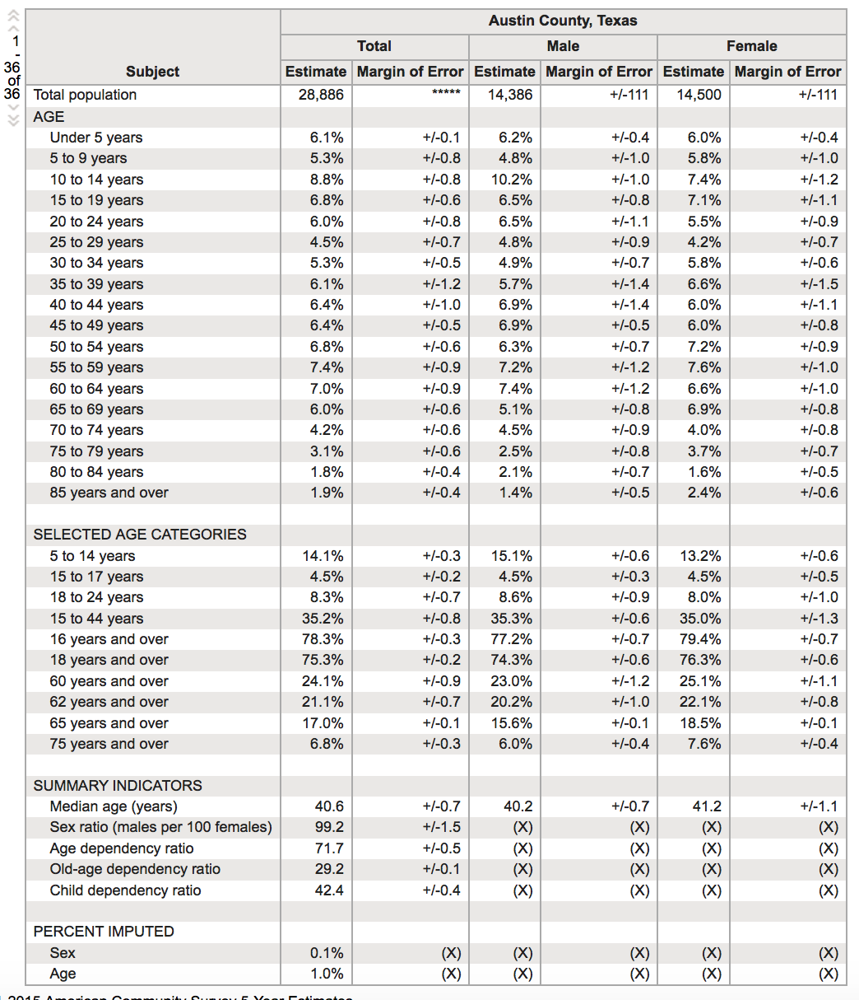 Austin County, Texas
Total Male Female
Subject Estimate Margin of Error Estimate Margin of Error Estimate Margin of Error
1
-
36
of
36
Total population 28,886 ***** 14,386 +/-111 14,500 +/-111
AGE
Under 5 years 6.1% +/-0.1 6.2% +/-0.4 6.0% +/-0.4
5 to 9 years 5.3% +/-0.8 4.8% +/-1.0 5.8% +/-1.0
10 to 14 years 8.8% +/-0.8 10.2% +/-1.0 7.4% +/-1.2
15 to 19 years 6.8% +/-0.6 6.5% +/-0.8 7.1% +/-1.1
20 to 24 years 6.0% +/-0.8 6.5% +/-1.1 5.5% +/-0.9
25 to 29 years 4.5% +/-0.7 4.8% +/-0.9 4.2% +/-0.7
30 to 34 years 5.3% +/-0.5 4.9% +/-0.7 5.8% +/-0.6
35 to 39 years 6.1% +/-1.2 5.7% +/-1.4 6.6% +/-1.5
40 to 44 years 6.4% +/-1.0 6.9% +/-1.4 6.0% +/-1.1
45 to 49 years 6.4% +/-0.5 6.9% +/-0.5 6.0% +/-0.8
50 to 54 years 6.8% +/-0.6 6.3% +/-0.7 7.2% +/-0.9
55 to 59 years 7.4% +/-0.9 7.2% +/-1.2 7.6% +/-1.0
60 to 64 years 7.0% +/-0.9 7.4% +/-1.2 6.6% +/-1.0
65 to 69 years 6.0% +/-0.6 5.1% +/-0.8 6.9% +/-0.8
70 to 74 years 4.2% +/-0.6 4.5% +/-0.9 4.0% +/-0.8
75 to 79 years 3.1% +/-0.6 2.5% +/-0.8 3.7% +/-0.7
80 to 84 years 1.8% +/-0.4 2.1% +/-0.7 1.6% +/-0.5
85 years and over 1.9% +/-0.4 1.4% +/-0.5 2.4% +/-0.6
SELECTED AGE CATEGORIES
5 to 14 years 14.1% +/-0.3 15.1% +/-0.6 13.2% +/-0.6
15 to 17 years 4.5% +/-0.2 4.5% +/-0.3 4.5% +/-0.5
18 to 24 years 8.3% +/-0.7 8.6% +/-0.9 8.0% +/-1.0
15 to 44 years 35.2% +/-0.8 35.3% +/-0.6 35.0% +/-1.3
16 years and over 78.3% +/-0.3 77.2% +/-0.7 79.4% +/-0.7
18 years and over 75.3% +/-0.2 74.3% +/-0.6 76.3% +/-0.6
60 years and over 24.1% +/-0.9 23.0% +/-1.2 25.1% +/-1.1
62 years and over 21.1% +/-0.7 20.2% +/-1.0 22.1% +/-0.8
65 years and over 17.0% +/-0.1 15.6% +/-0.1 18.5% +/-0.1
75 years and over 6.8% +/-0.3 6.0% +/-0.4 7.6% +/-0.4
SUMMARY INDICATORS
Median age (years) 40.6 +/-0.7 40.2 +/-0.7 41.2 +/-1.1
Sex ratio (males per 100 females) 99.2 +/-1.5 (X) (X) (X) (X)
Age dependency ratio 71.7 +/-0.5 (X) (X) (X) (X)
Old-age dependency ratio 29.2 +/-0.1 (X) (X) (X) (X)
Child dependency ratio 42.4 +/-0.4 (X) (X) (X) (X)
PERCENT IMPUTED
Sex 0.1% (X) (X) (X) (X) (X)
Age 1.0% (X) (X) (X) (X) (X)
2015 American Community Survey 5-Year Estimates